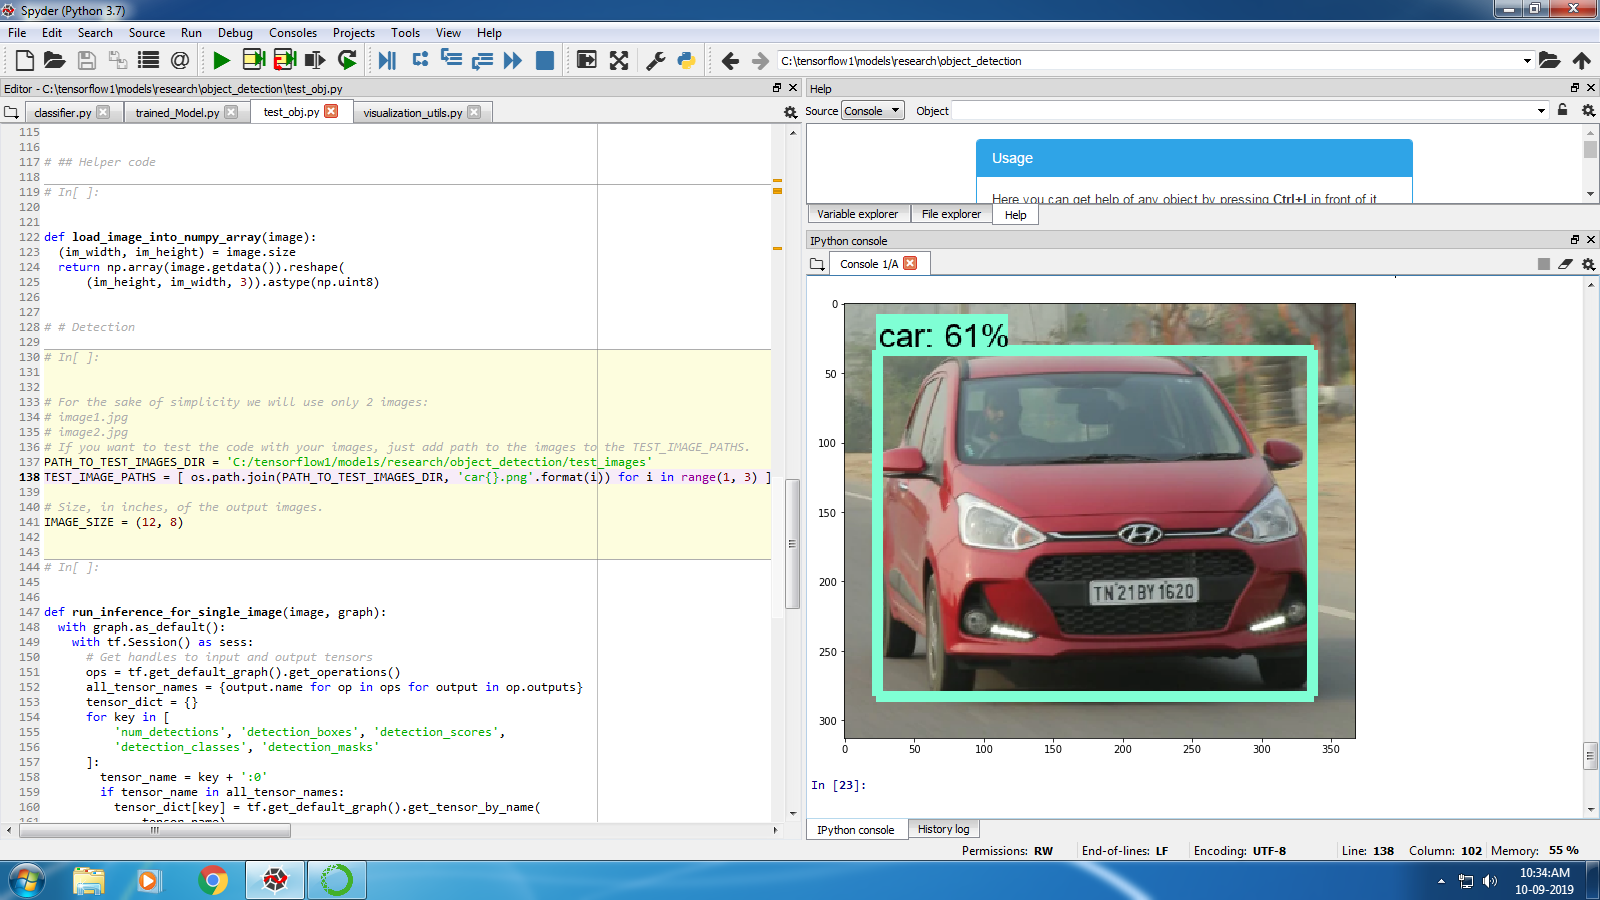 Spyder (Python 3.7)
File Edit Search Source Run Debug Consoles Projects Tools View Help
C:\tensorflow1\models\research\object_detection
Editor - C:\tensorflow1\models\research\object_detection\test_obj.py
classifier.py trained_Model.py test_obj.py visualization_utils.py
115
116
117 # ## Helper code
118
119 # In[ ]:
120
121
122 def load_image_into_numpy_array(image):
123 (im_width, im_height) = image.size
124 return np.array(image.getdata()).reshape(
125 (im_height, im_width, 3)).astype(np.uint8)
126
127
128 # # Detection
129
130 # In[ ]:
131
132
133 # For the sake of simplicity we will use only 2 images:
134 # image1.jpg
135 # image2.jpg
136 # If you want to test the code with your images, just add path to the images to the TEST_IMAGE_PATHS.
137 PATH_TO_TEST_IMAGES_DIR = 'C:/tensorflow1/models/research/object_detection/test_images'
138 TEST_IMAGE_PATHS = [ os.path.join(PATH_TO_TEST_IMAGES_DIR, 'car{}.png'.format(i)) for i in range(1, 3) ]
139
140 # Size, in inches, of the output images.
141 IMAGE_SIZE = (12, 8)
142
143
144 # In[ ]:
145
146
147 def run_inference_for_single_image(image, graph):
148 with graph.as_default():
149 with tf.Session() as sess:
150 # Get handles to input and output tensors
151 ops = tf.get_default_graph().get_operations()
152 all_tensor_names = {output.name for op in ops for output in op.outputs}
153 tensor_dict = {}
154 for key in [
155 'num_detections', 'detection_boxes', 'detection_scores',
156 'detection_classes', 'detection_masks'
157 ]:
158 tensor_name = key + ':0'
159 if tensor_name in all_tensor_names:
160 tensor_dict[key] = tf.get_default_graph().get_tensor_by_name(
161 tensor_name)
Help
Source Console Object
Usage
Here you can get help of any object by pressing Ctrl+I in front of it
Variable explorer File explorer Help
IPython console
Console 1/A
car: 61%
TN 21 BY 1620
0
50
100
150
200
250
300
0 50 100 150 200 250 300 350
In [23]:
IPython console History log
Permissions: RW End-of-lines: LF Encoding: UTF-8 Line: 138 Column: 102 Memory: 55 %
10:34:AM
10-09-2019